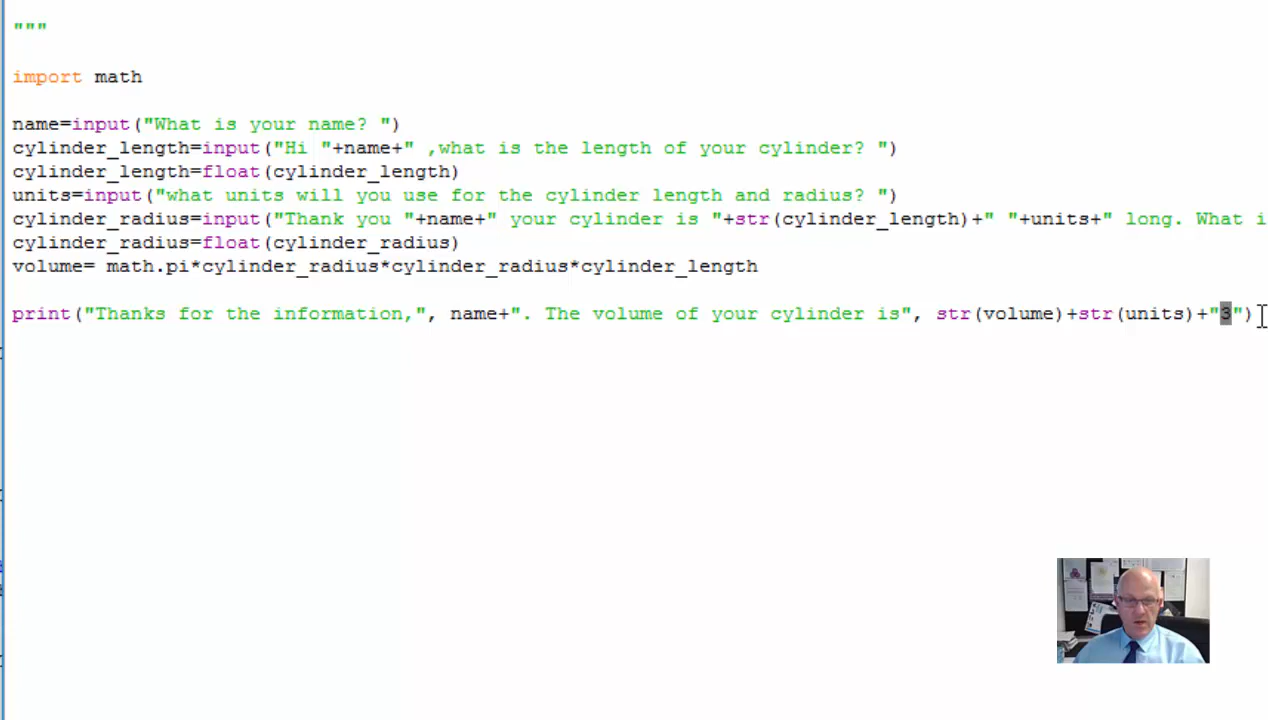 """
import math
name=input("What is your name? ")
cylinder_length=input("Hi "+name+" ,what is the length of your cylinder? ")
cylinder_length=float(cylinder_length)
units=input("what units will you use for the cylinder length and radius? ")
cylinder_radius=input("Thank you "+name+" your cylinder is "+str(cylinder_length)+" "+units+" long. What i
cylinder_radius=float(cylinder_radius)
volume= math.pi*cylinder_radius*cylinder_radius*cylinder_length
print("Thanks for the information,", name+". The volume of your cylinder is", str(volume)+str(units)+"3")